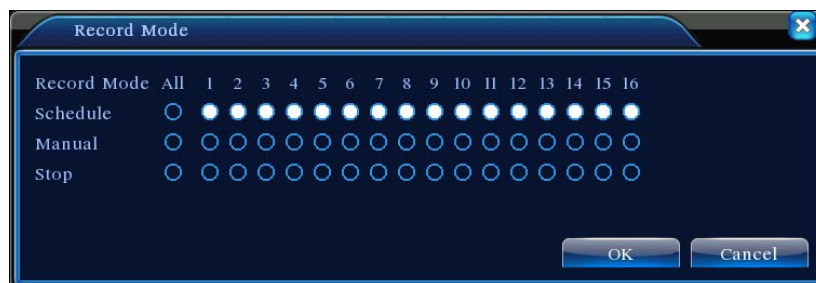 Record Mode
Record Mode All 1 2 3 4 5 6 7 8 9 10 11 12 13 14 15 16
Schedule
Manual
Stop
OK Cancel